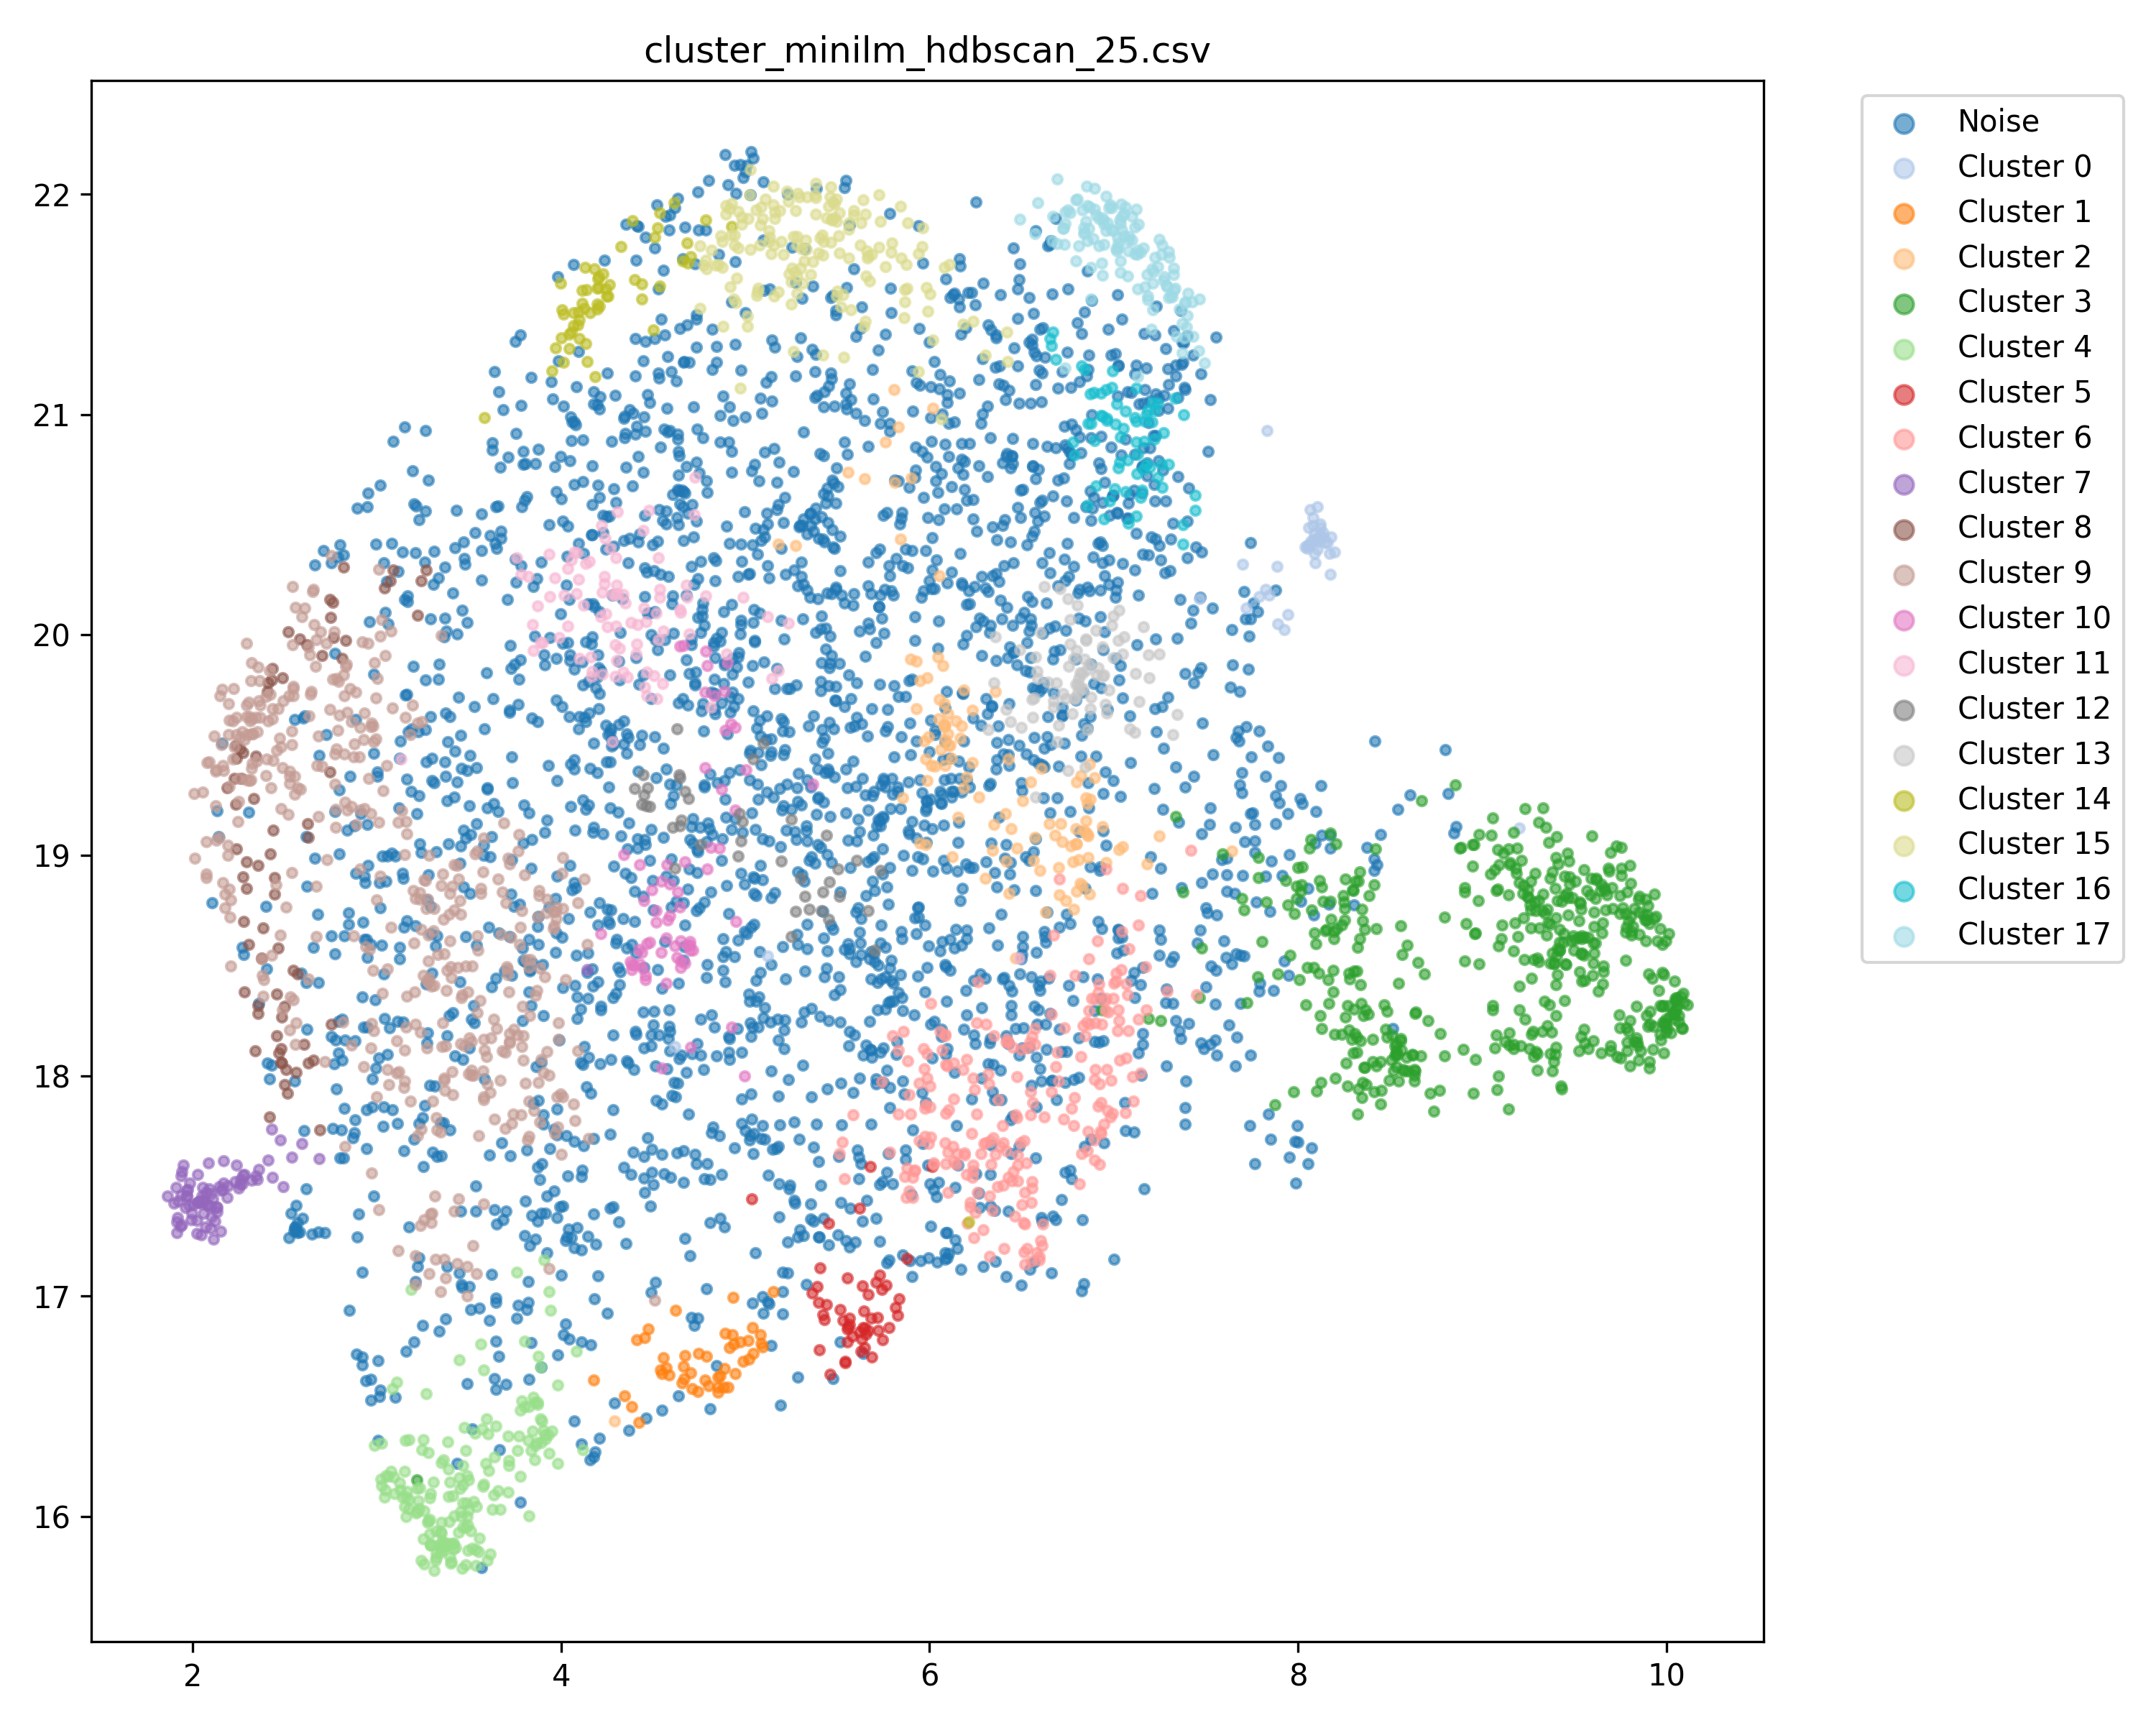 cluster_minilm_hdbscan_25.csv
22
21
20
19
18
17
16
2 4 6 8 10
Noise
Cluster 0
Cluster 1
Cluster 2
Cluster 3
Cluster 4
Cluster 5
Cluster 6
Cluster 7
Cluster 8
Cluster 9
Cluster 10
Cluster 11
Cluster 12
Cluster 13
Cluster 14
Cluster 15
Cluster 16
Cluster 17